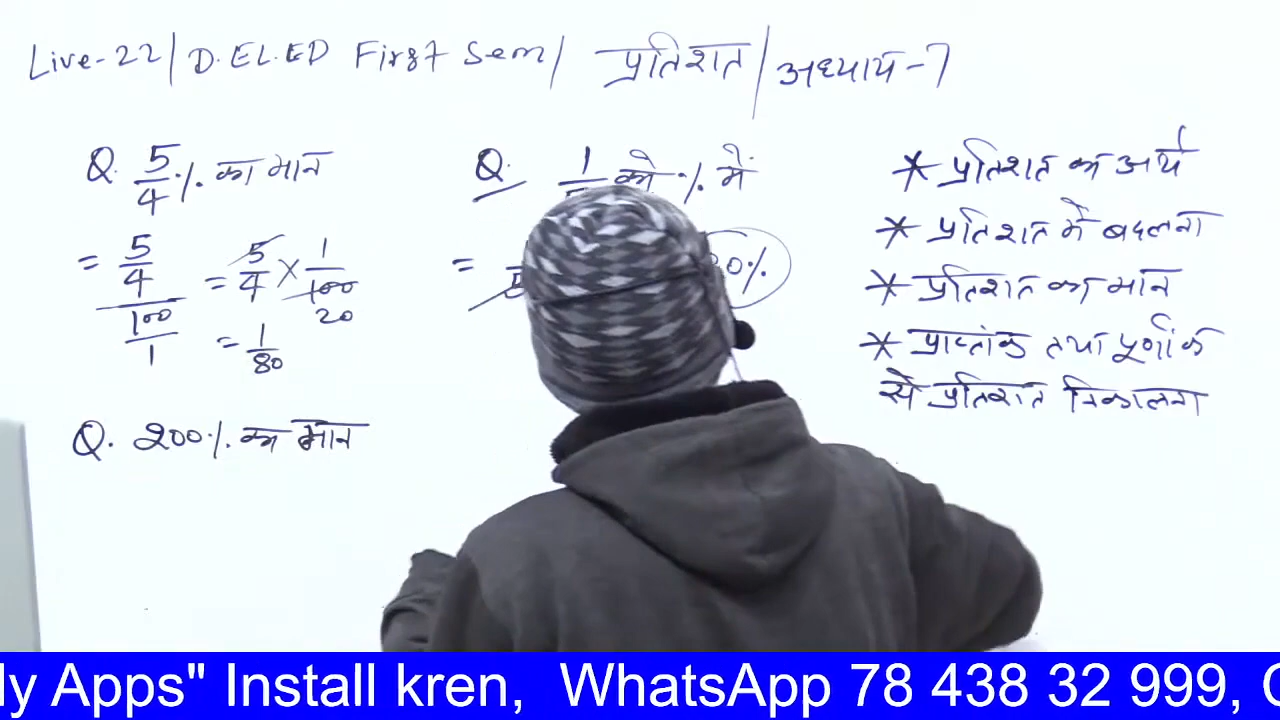 Live-22 | D.EL.ED First Sem / प्रतिशत / अध्याय-7
Q. 5/4 % का मान
= 5/4 / 100/1 = 5/4 × 1/100 20
= 1/80
Q. 200% का मान
Q. 1 को % में
=
* प्रतिशत का अर्थ
* प्रतिशत में बदलना
* प्रतिशत का मान
* प्राप्तांक तथा पूर्णांक
से प्रतिशत निकालना
My Apps" Install kren, WhatsApp 78 438 32 999,